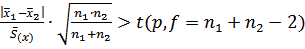 |x̄₁−x̄₂| / S̄₍ₓ₎ · √(n₁·n₂ / n₁+n₂) > t(p, f = n₁ + n₂ − 2)